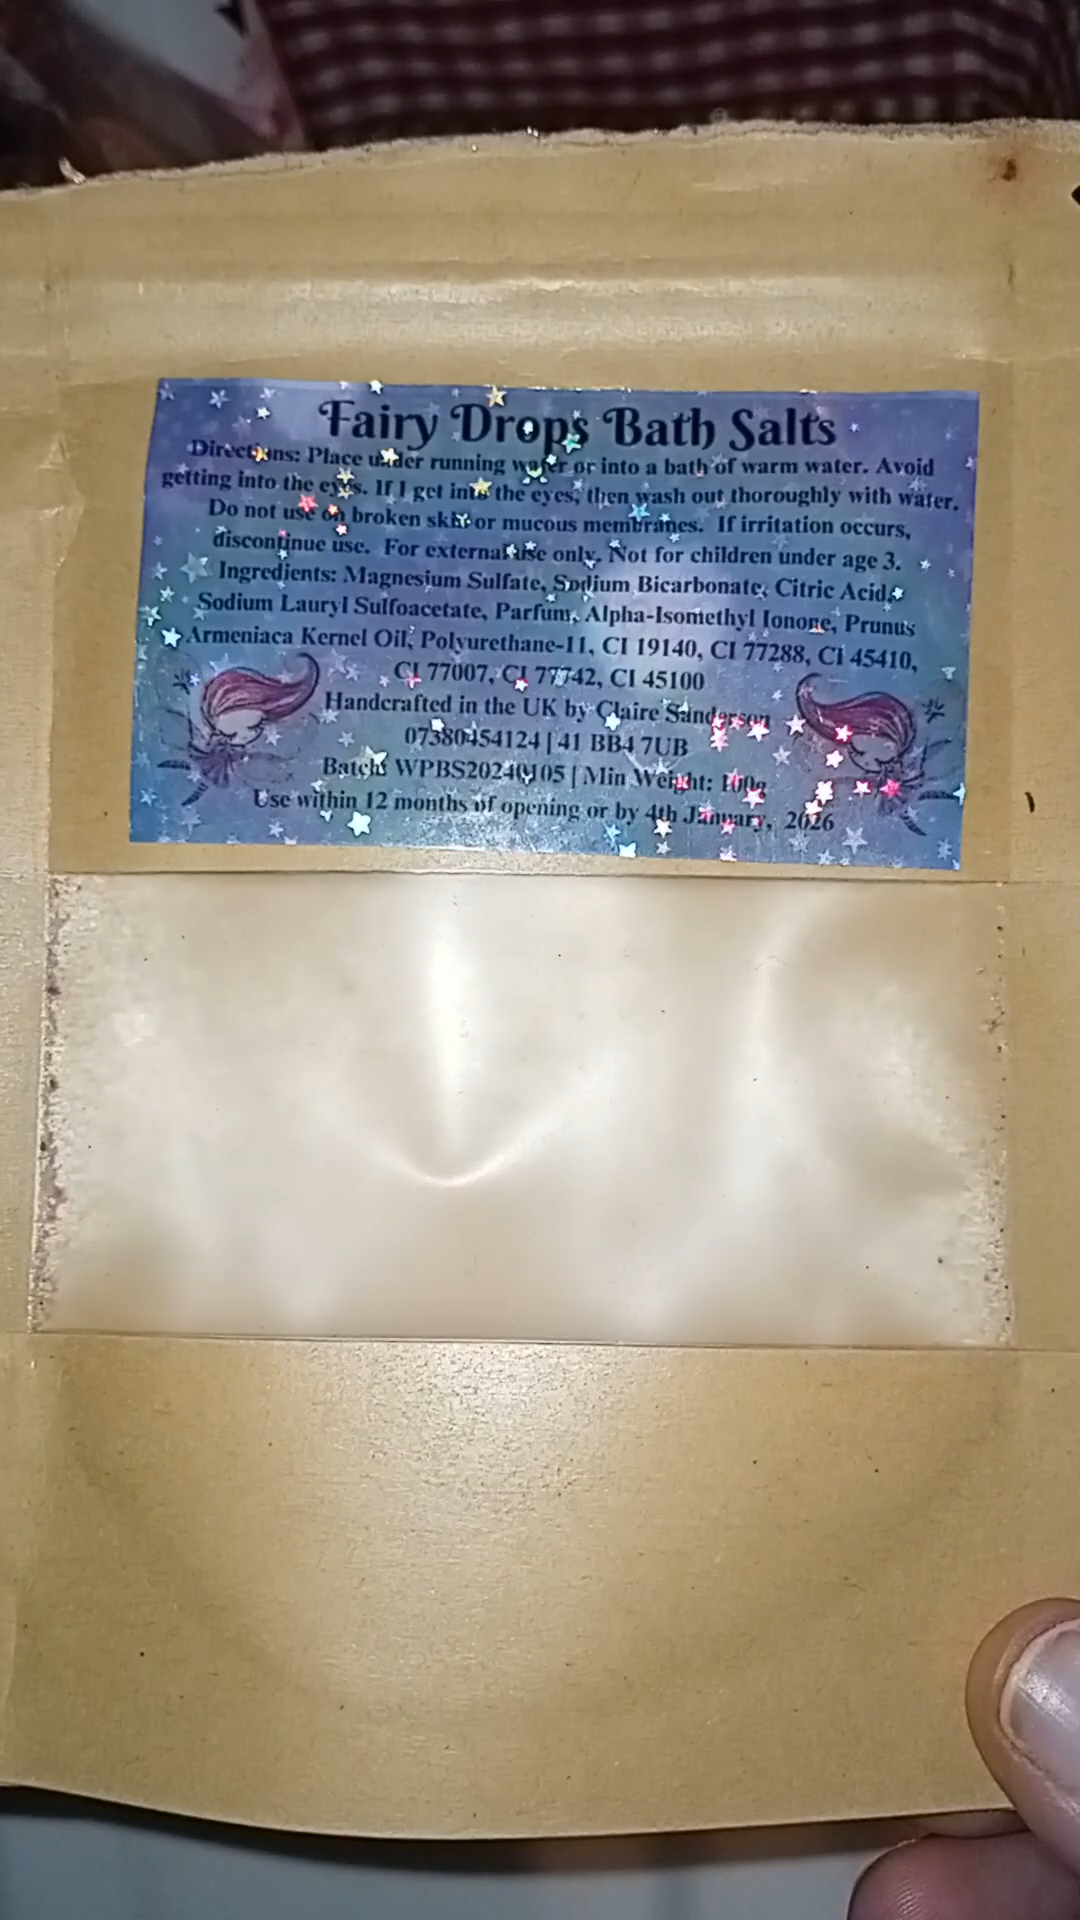 Fairy Drops Bath Salts
Directions: Place under running water or into a bath of warm water. Avoid
getting into the eyes. If I get into the eyes, then wash out thoroughly with water.
Do not use on broken skin or mucous membranes. If irritation occurs,
discontinue use. For external use only. Not for children under age 3.
Ingredients: Magnesium Sulfate, Sodium Bicarbonate, Citric Acid,
Sodium Lauryl Sulfoacetate, Parfum, Alpha-Isomethyl Ionone, Prunus
Armeniaca Kernel Oil, Polyurethane-11, CI 19140, CI 77288, CI 45410,
CI 77007, CI 77742, CI 45100
Handcrafted in the UK by Claire Sanderson
07380454124 | 41 BB4 7UB
Batch: WPBS20240105 | Min Weight: 100g
Use within 12 months of opening or by 4th January, 2026